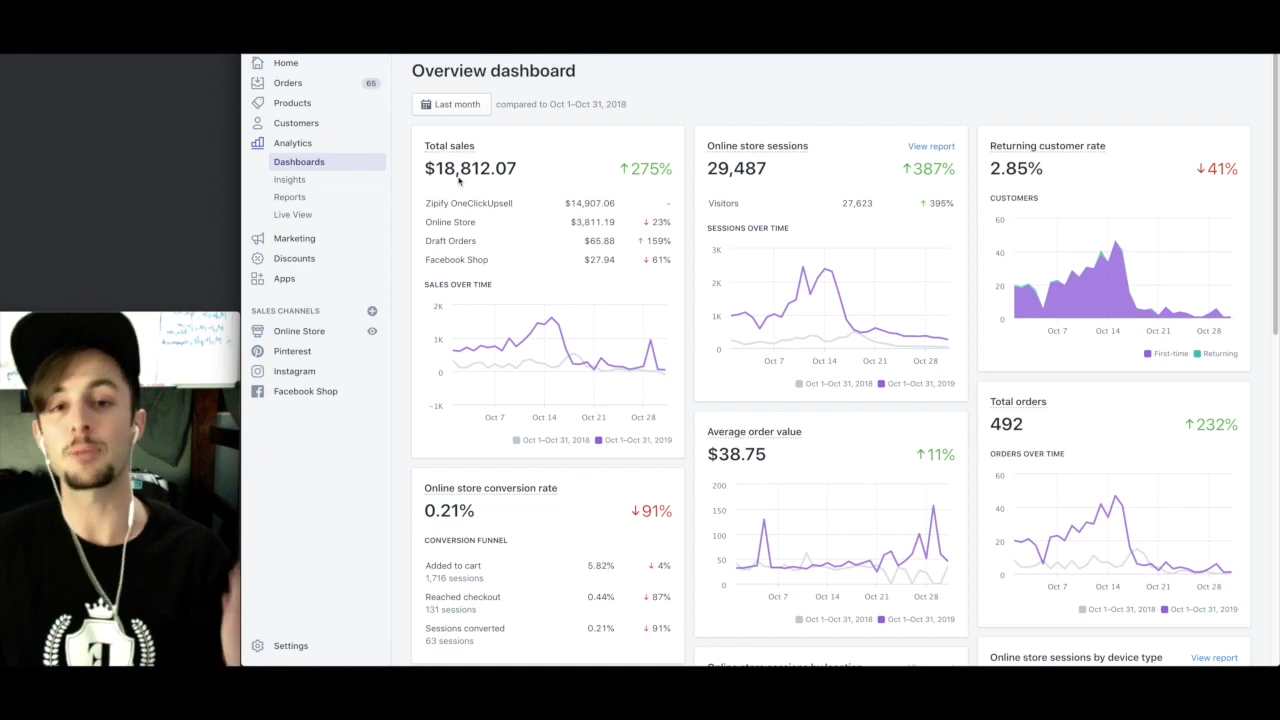 Home
Orders 65
Products
Customers
Analytics
Dashboards
Insights
Reports
Live View
Marketing
Discounts
Apps
SALES CHANNELS
Online Store
Pinterest
Instagram
Facebook Shop
Settings
Overview dashboard
Last month compared to Oct 1–Oct 31, 2018
Total sales
$18,812.07 ↑275%
Zipify OneClickUpsell $14,907.06 -
Online Store $3,811.19 ↓ 23%
Draft Orders $65.88 ↑ 159%
Facebook Shop $27.94 ↓ 61%
SALES OVER TIME
2K
1K
0
-1K
Oct 7 Oct 14 Oct 21 Oct 28
Oct 1–Oct 31, 2018 Oct 1–Oct 31, 2019
Online store conversion rate
0.21% ↓91%
CONVERSION FUNNEL
Added to cart 5.82% ↓ 4%
1,716 sessions
Reached checkout 0.44% ↓ 87%
131 sessions
Sessions converted 0.21% ↓ 91%
63 sessions
Online store sessions View report
29,487 ↑387%
Visitors 27,623 ↑ 395%
SESSIONS OVER TIME
3K
2K
1K
0
Oct 7 Oct 14 Oct 21 Oct 28
Oct 1–Oct 31, 2018 Oct 1–Oct 31, 2019
Average order value
$38.75 ↑11%
200
150
100
50
0
Oct 7 Oct 14 Oct 21 Oct 28
Oct 1–Oct 31, 2018 Oct 1–Oct 31, 2019
Returning customer rate
2.85% ↓41%
CUSTOMERS
60
40
20
0
Oct 7 Oct 14 Oct 21 Oct 28
First-time Returning
Total orders
492 ↑232%
ORDERS OVER TIME
60
40
20
0
Oct 7 Oct 14 Oct 21 Oct 28
Oct 1–Oct 31, 2018 Oct 1–Oct 31, 2019
Online store sessions by device type View report